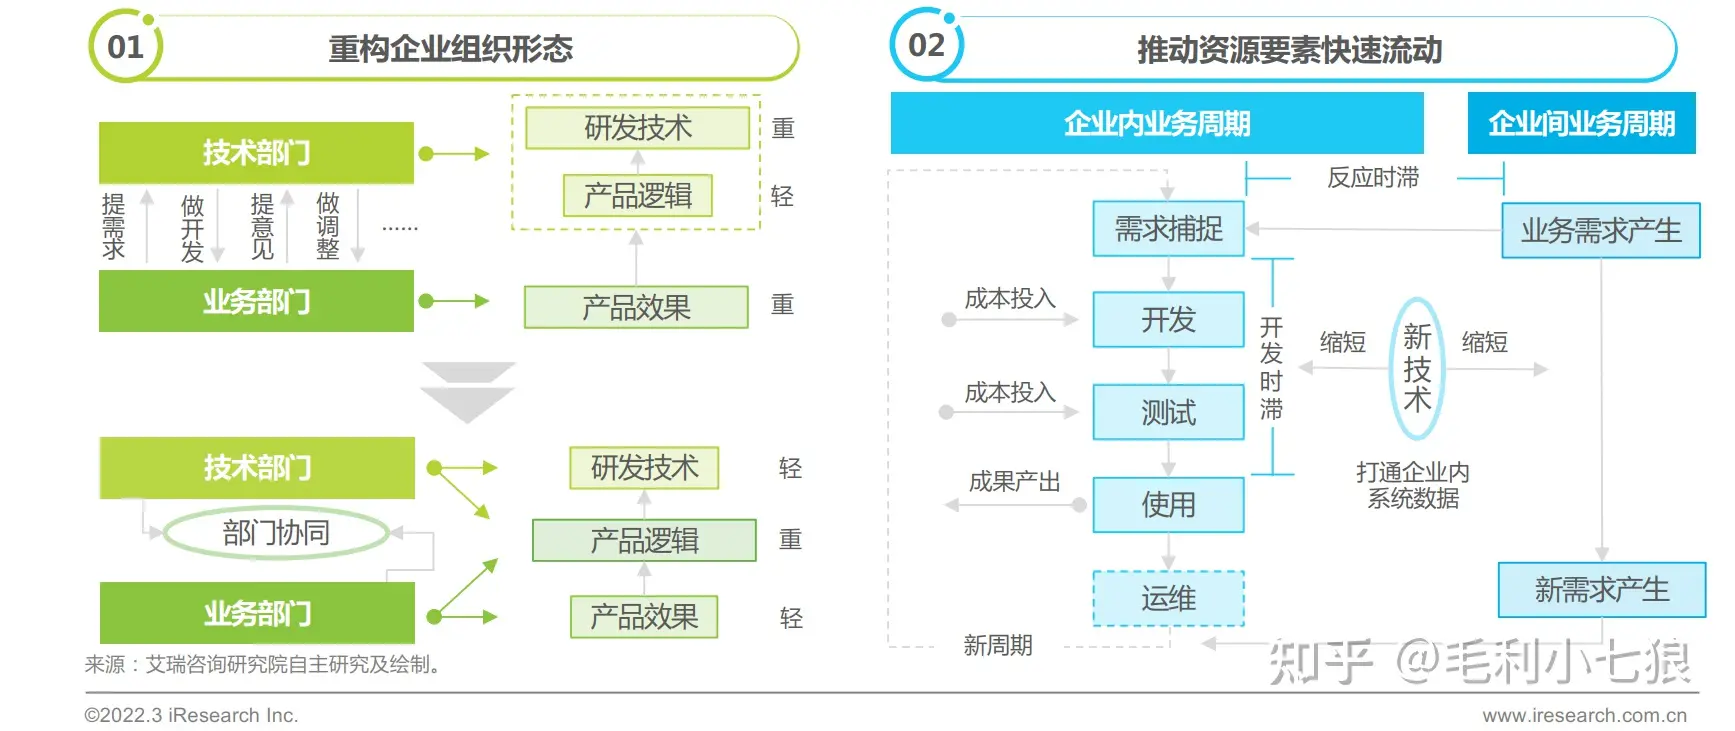 01
重构企业组织形态
技术部门
提需求
做开发
提意见
做调整
......
业务部门
研发技术
重
产品逻辑
轻
产品效果
重
技术部门
部门协同
业务部门
研发技术
轻
产品逻辑
重
产品效果
轻
02
推动资源要素快速流动
企业内业务周期
企业间业务周期
反应时滞
需求捕捉
业务需求产生
成本投入
开发
开发时滞
缩短
新技术
缩短
成本投入
测试
成果产出
使用
打通企业内
系统数据
运维
新需求产生
新周期
知乎 @毛利小七狼
来源：艾瑞咨询研究院自主研究及绘制。
©2022.3 iResearch Inc.
www.iresearch.com.cn